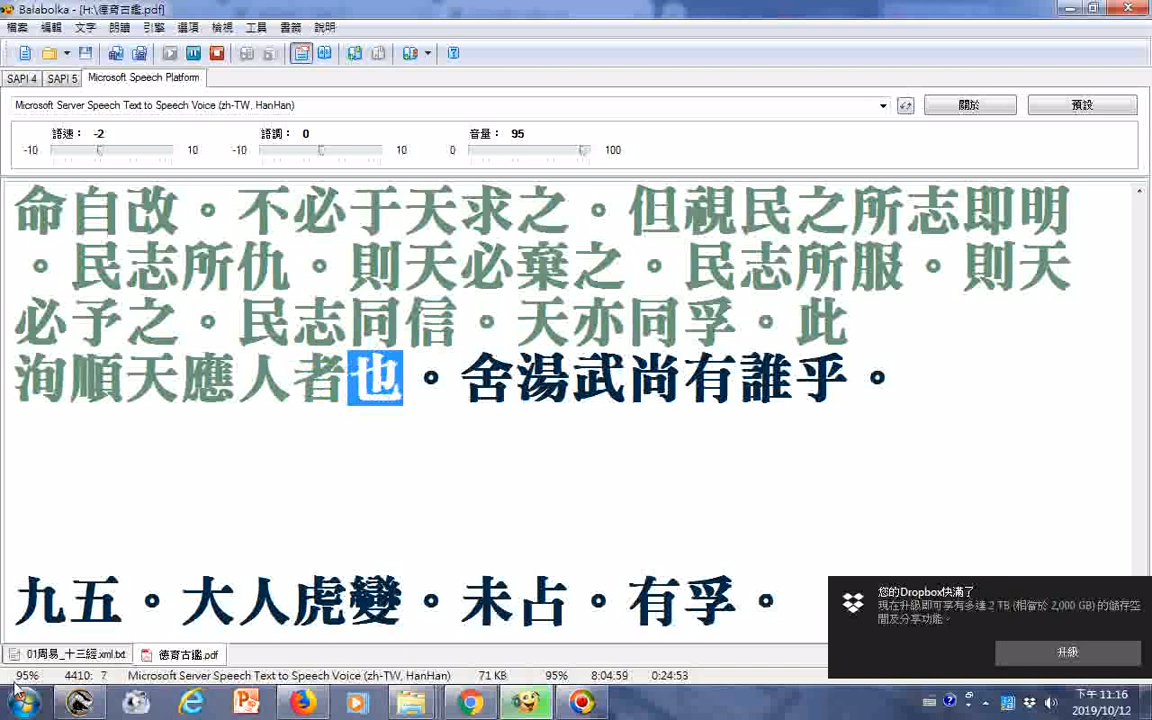 Balabolka - [H:\德育古鑑.pdf]
檔案 編輯 文字 朗讀 引擎 選項 檢視 工具 書籤 說明
SAPI 4 SAPI 5 Microsoft Speech Platform
Microsoft Server Speech Text to Speech Voice (zh-TW, HanHan) 關於 預設
語速： -2 語調： 0 音量： 95
-10 10 -10 10 0 100
命自改。不必于天求之。但視民之所志即明
。民志所仇。則天必棄之。民志所服。則天
必予之。民志同信。天亦同孚。此
洵順天應人者也。舍湯武尚有誰乎。
九五。大人虎變。未占。有孚。
您的Dropbox快滿了
現在升級即可享有多達 2 TB (相當於 2,000 GB) 的儲存空
間及分享功能。
升級
01周易_十三經.xml.txt 德育古鑑.pdf
95% 4410: 7 Microsoft Server Speech Text to Speech Voice (zh-TW, HanHan) 71 KB 95% 8:04:59 0:24:53
下午 11:16
2019/10/12